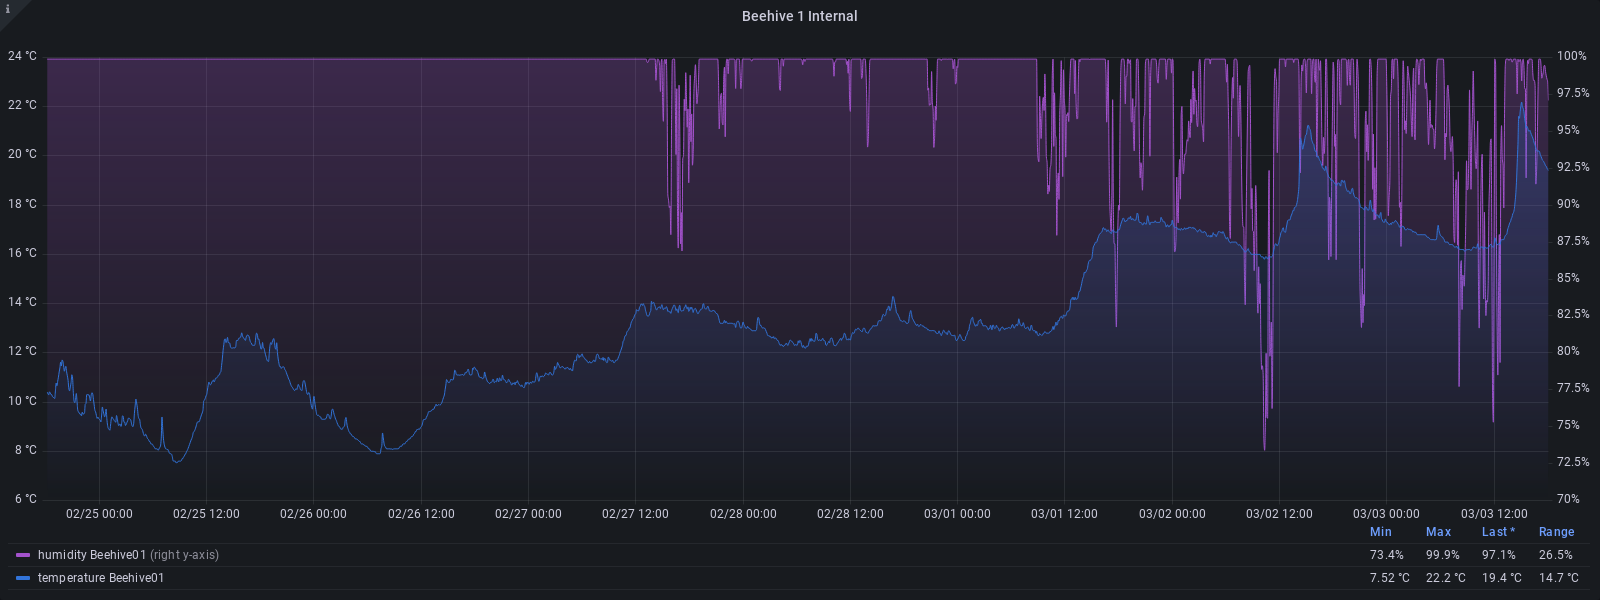 i
Beehive 1 Internal
24 °C 100%
22 °C 97.5%
20 °C 95%
18 °C 92.5%
16 °C 90%
14 °C 87.5%
12 °C 85%
10 °C 82.5%
8 °C 80%
6 °C 77.5%
75%
72.5%
70%
02/25 00:00 02/25 12:00 02/26 00:00 02/26 12:00 02/27 00:00 02/27 12:00 02/28 00:00 02/28 12:00 03/01 00:00 03/01 12:00 03/02 00:00 03/02 12:00 03/03 00:00 03/03 12:00
Min Max Last * Range
humidity Beehive01 (right y-axis) 73.4% 99.9% 97.1% 26.5%
temperature Beehive01 7.52 °C 22.2 °C 19.4 °C 14.7 °C